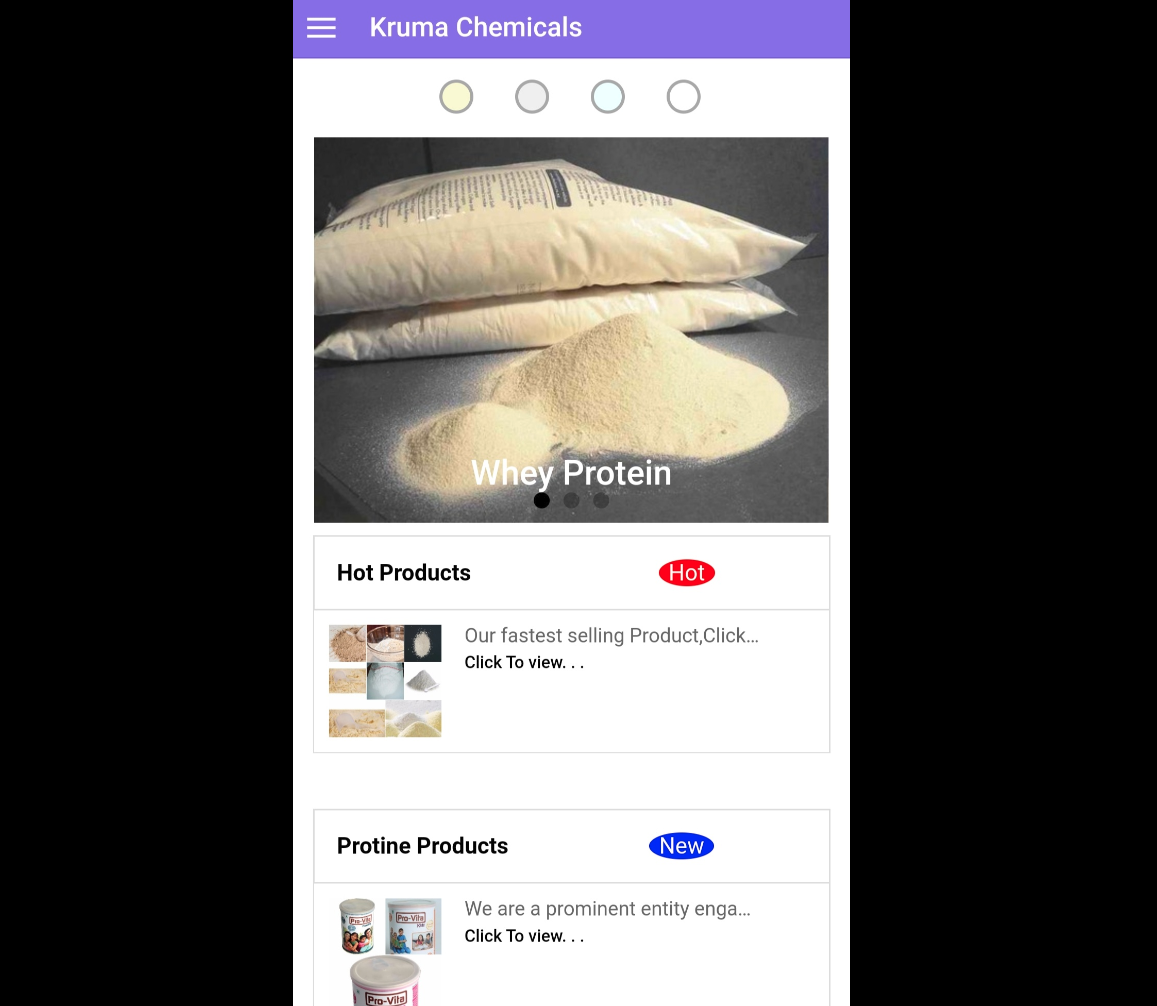 Kruma Chemicals
Whey Protein
Hot Products
Hot
Our fastest selling Product,Click...
Click To view. . .
Protine Products
New
We are a prominent entity enga...
Click To view. . .
Pro-Vita
Pro-Vita
Pro-Vita